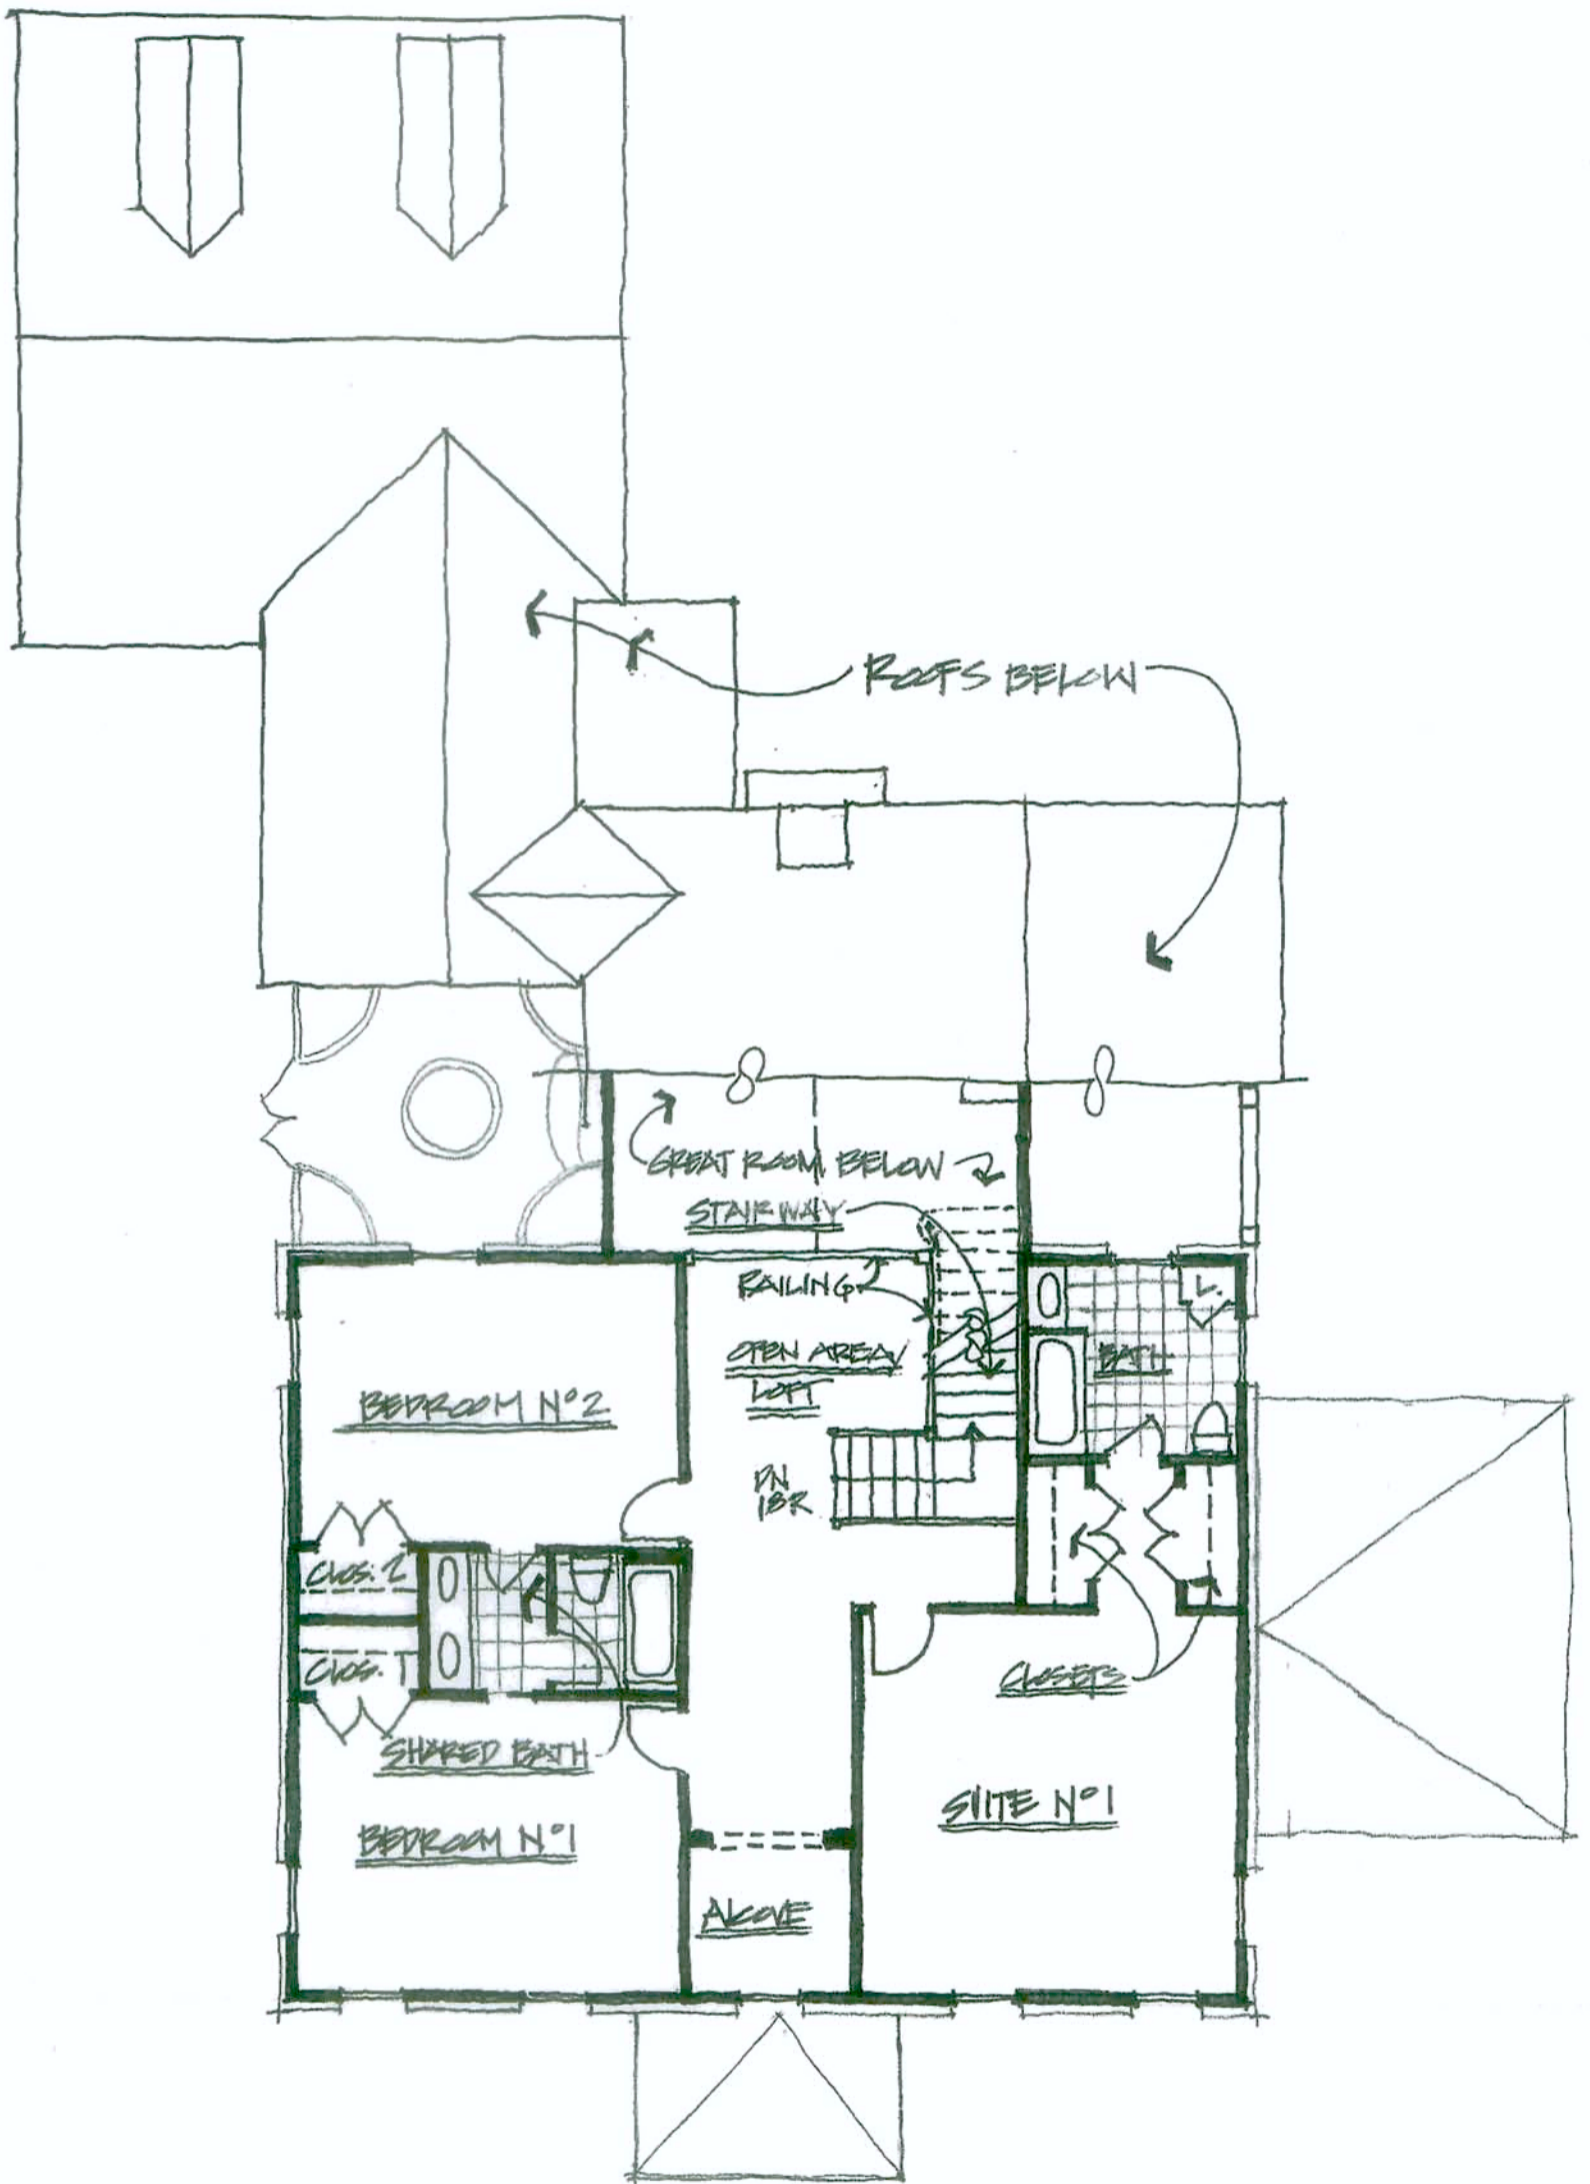 ROOFS BELOW
GREAT ROOM BELOW
STAIRWAY
RAILING
L.
OPEN AREA/
LOFT
BATH
BEDROOM Nº2
DN
18R
CLOS. 2
CLOS. 1
CLOSETS
SHARED BATH
SUITE Nº1
BEDROOM Nº1
ALCOVE